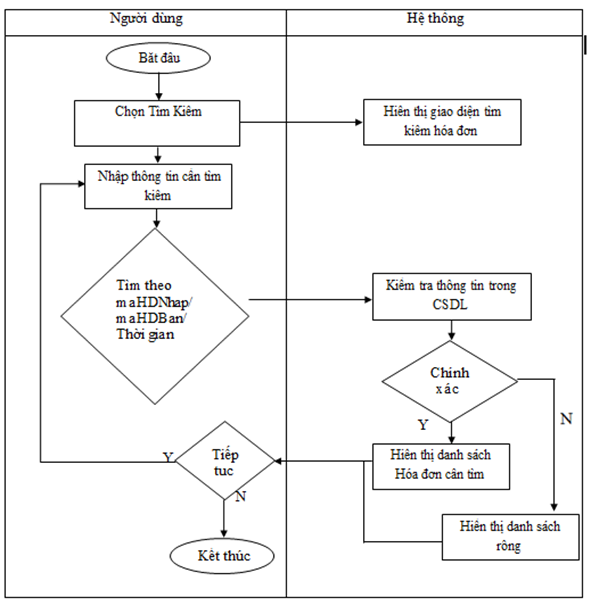 Người dùng
Hệ thống
Bắt đầu
Chọn Tìm Kiếm
Hiển thị giao diện tìm
kiếm hóa đơn
Nhập thông tin cần tìm
kiếm
Tìm theo
maHDNhap/
maHDBan/
Thời gian
Kiểm tra thông tin trong
CSDL
Chính
xác
N
Y
Hiển thị danh sách
Hóa đơn cần tìm
Tiếp
tuc
Y
N
Hiển thị danh sách
rỗng
Kết thúc